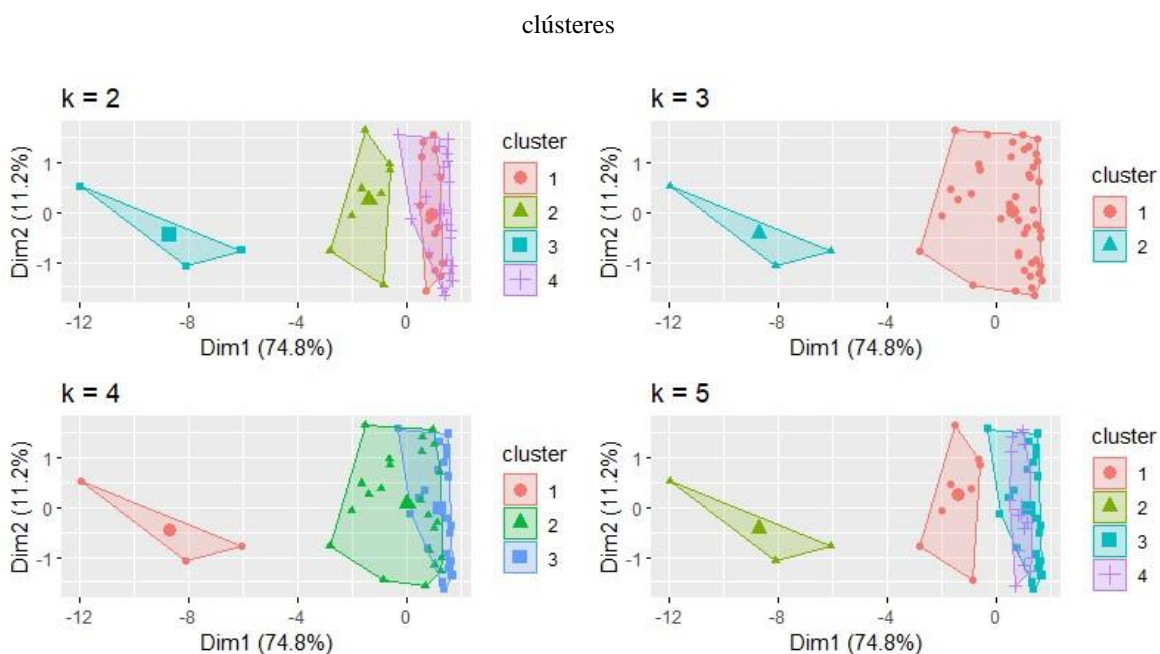 clústeres
k = 2
Dim2 (11.2%)
1
0
-1
-12
-8
-4
0
Dim1 (74.8%)
cluster
1
2
3
4
k = 3
Dim2 (11.2%)
1
0
-1
-12
-8
-4
0
Dim1 (74.8%)
cluster
1
2
k = 4
Dim2 (11.2%)
1
0
-1
-12
-8
-4
0
Dim1 (74.8%)
cluster
1
2
3
k = 5
Dim2 (11.2%)
1
0
-1
-12
-8
-4
0
Dim1 (74.8%)
cluster
1
2
3
4